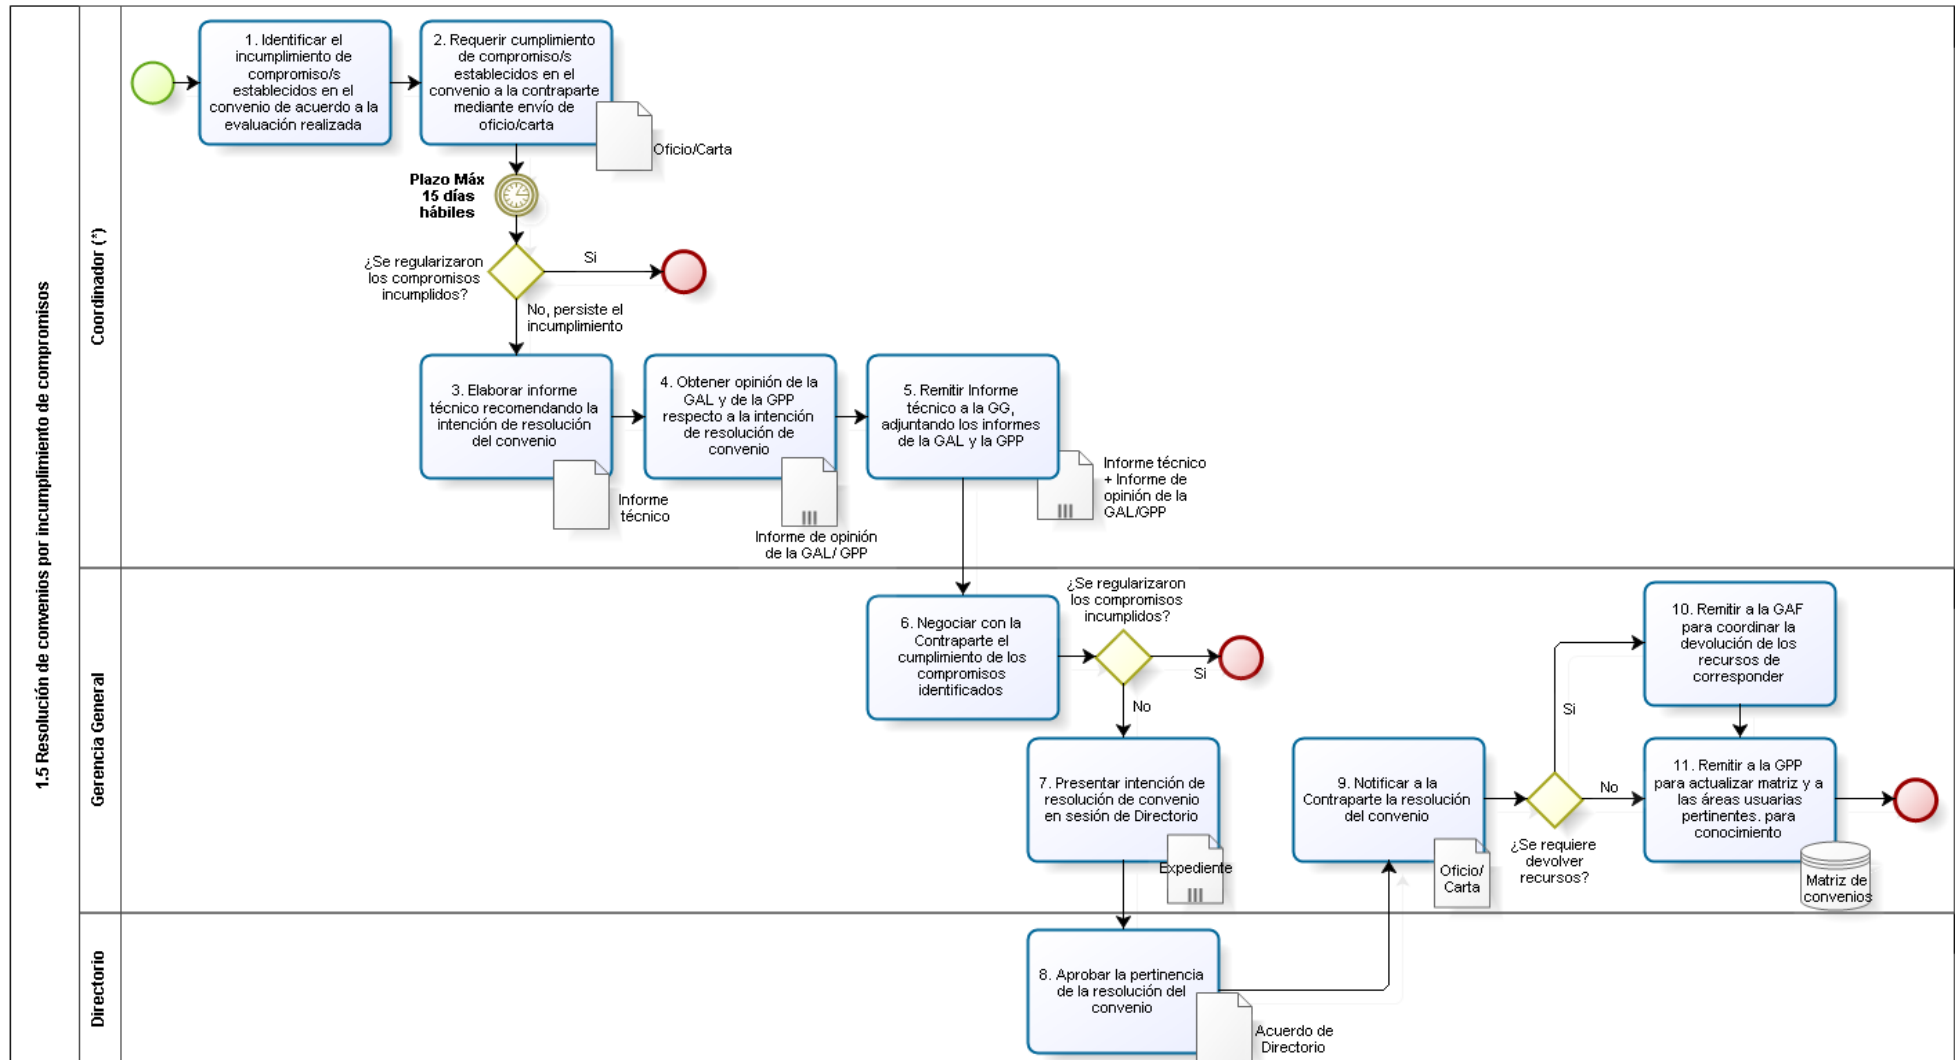 1.5 Resolución de convenios por incumplimiento de compromisos
Coordinador (*)
1. Identificar el
incumplimiento de
compromiso/s
establecidos en el
convenio de acuerdo a la
evaluación realizada
2. Requerir cumplimiento
de compromiso/s
establecidos en el
convenio a la contraparte
mediante envío de
oficio/carta
Oficio/Carta
Plazo Máx
15 días
hábiles
¿Se regularizaron
los compromisos
incumplidos?
Si
No, persiste el
incumplimiento
3. Elaborar informe
técnico recomendando la
intención de resolución
del convenio
Informe
técnico
4. Obtener opinión de la
GAL y de la GPP
respecto a la intención
de resolución de
convenio
Informe de opinión
de la GAL/ GPP
5. Remitir Informe
técnico a la GG,
adjuntando los informes
de la GAL y la GPP
Informe técnico
+ Informe de
opinión de la
GAL/GPP
Gerencia General
6. Negociar con la
Contraparte el
cumplimiento de los
compromisos
identificados
¿Se regularizaron
los compromisos
incumplidos?
Si
No
7. Presentar intención de
resolución de convenio
en sesión de Directorio
Expediente
9. Notificar a la
Contraparte la resolución
del convenio
Oficio/
Carta
¿Se requiere
devolver
recursos?
Si
No
10. Remitir a la GAF
para coordinar la
devolución de los
recursos de
corresponder
11. Remitir a la GPP
para actualizar matriz y a
las áreas usuarias
pertinentes. para
conocimiento
Matriz de
convenios
Directorio
8. Aprobar la pertinencia
de la resolución del
convenio
Acuerdo de
Directorio